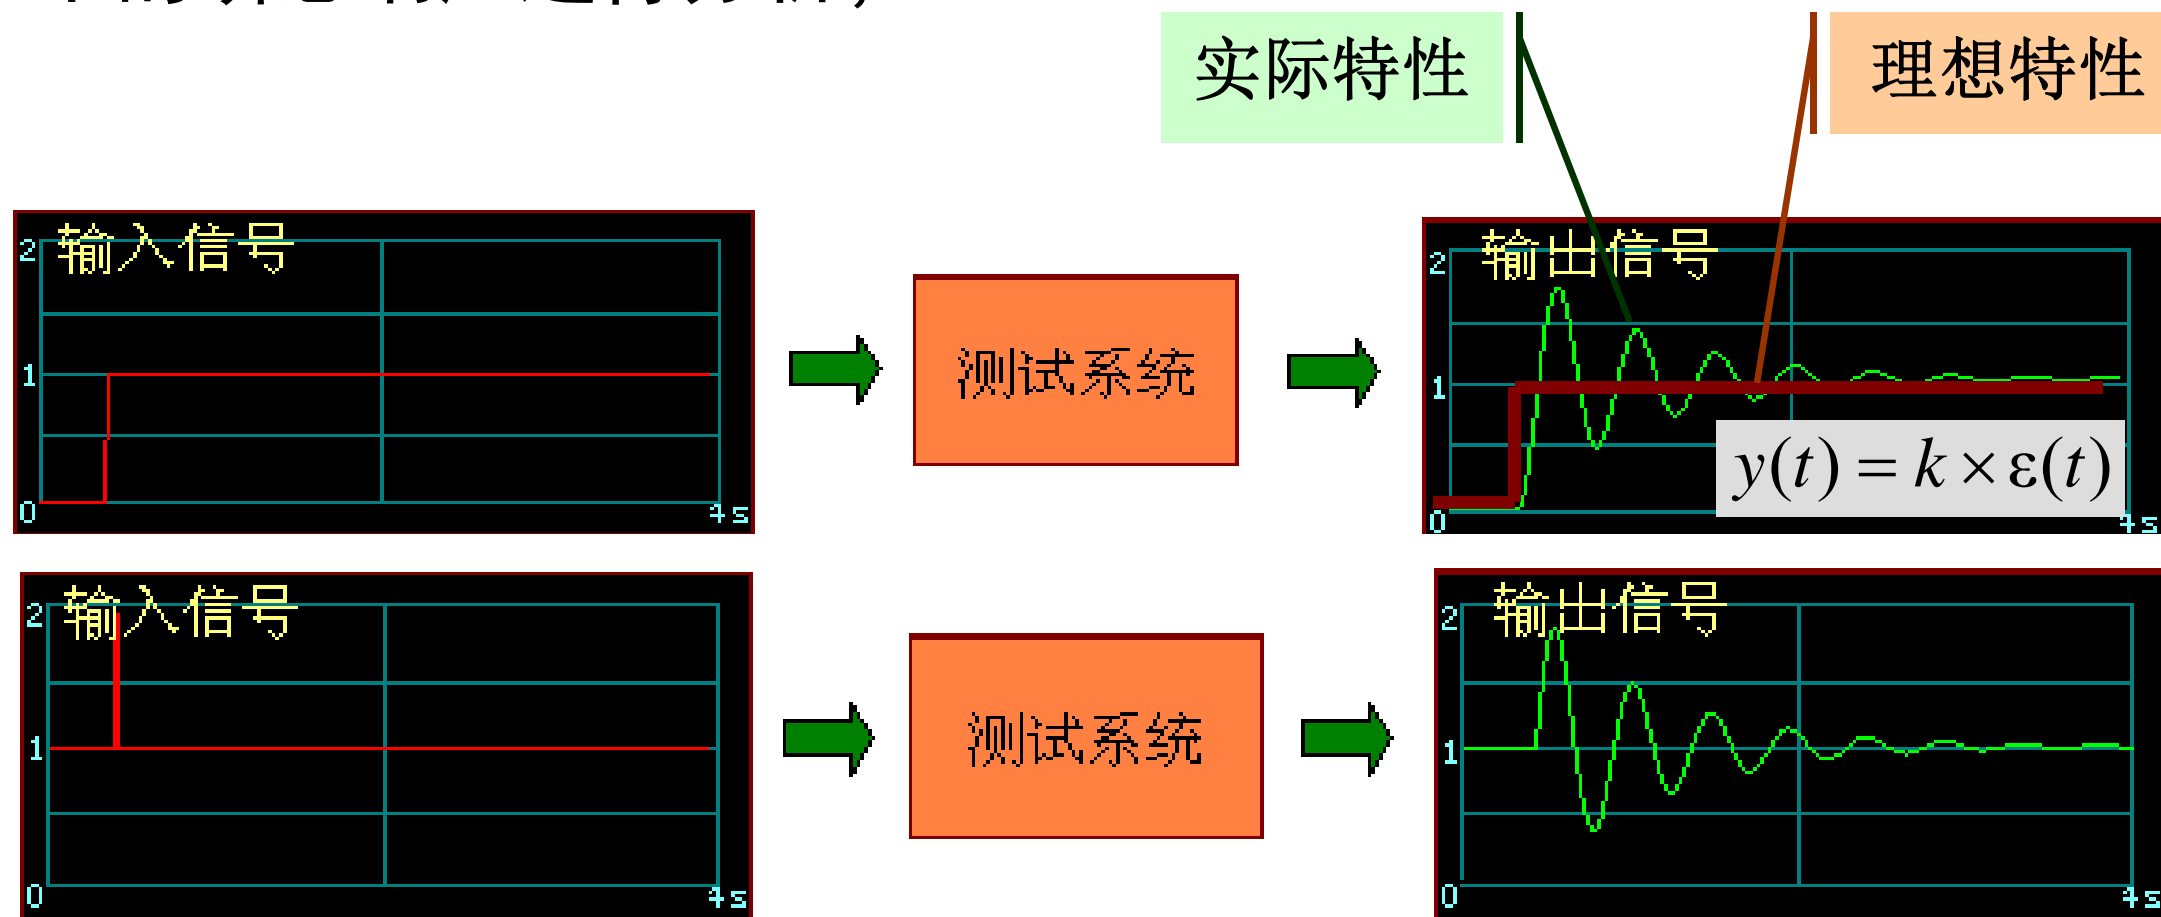 实际特性
理想特性
输入信号
2
1
0
4s
测试系统
输出信号
2
1
0
4s
y(t) = k × ε(t)
输入信号
2
1
0
4s
测试系统
输出信号
2
1
0
4s